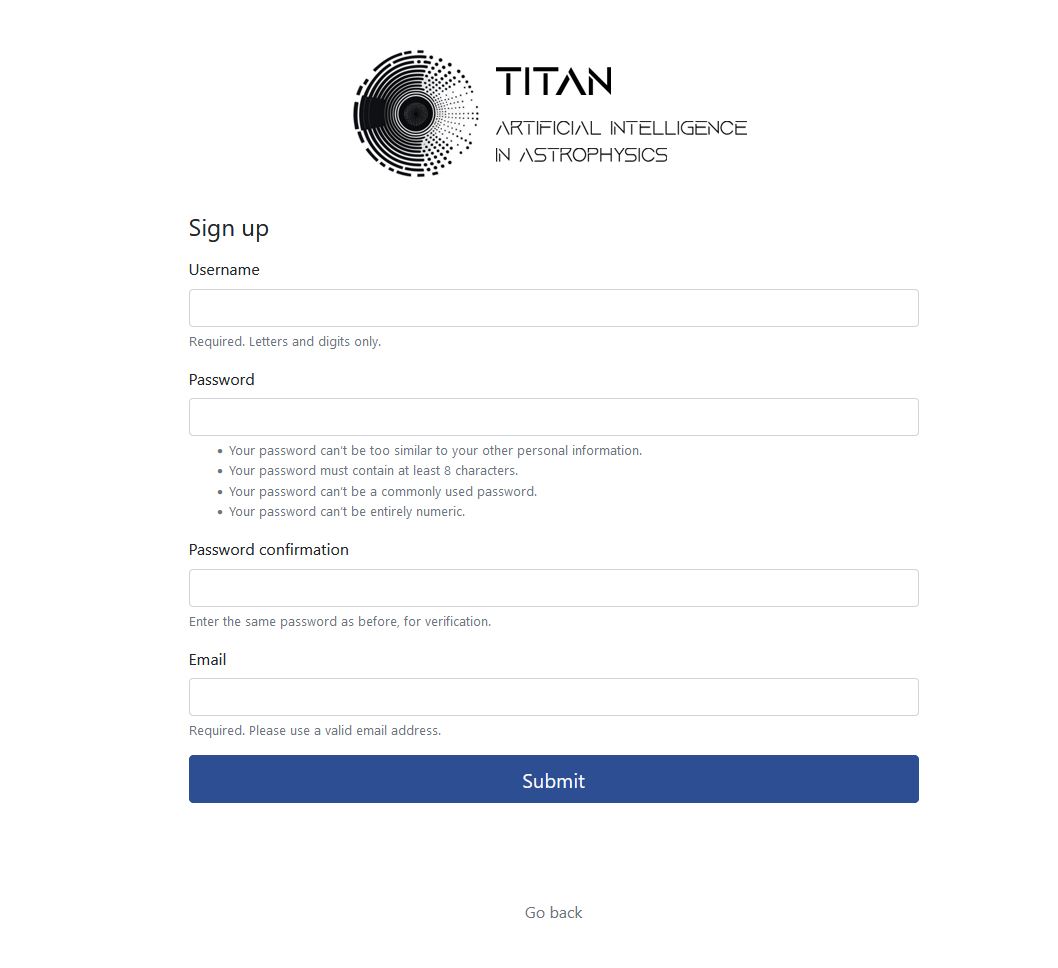 TITAN
ARTIFICIAL INTELLIGENCE
IN ASTROPHYSICS
Sign up
Username
Required. Letters and digits only.
Password
• Your password can't be too similar to your other personal information.
• Your password must contain at least 8 characters.
• Your password can't be a commonly used password.
• Your password can't be entirely numeric.
Password confirmation
Enter the same password as before, for verification.
Email
Required. Please use a valid email address.
Submit
Go back